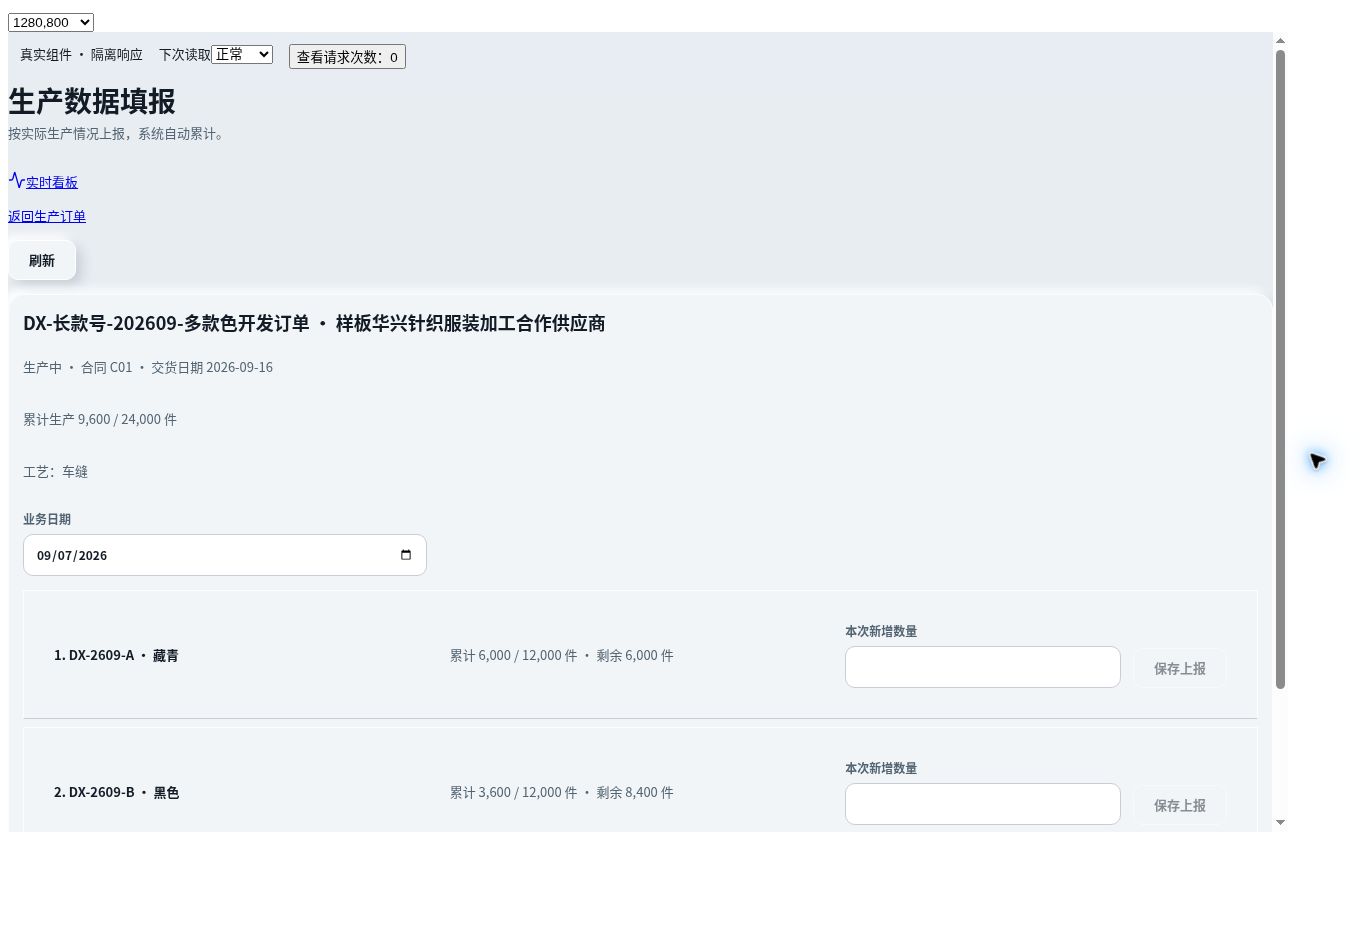 1280,800
真实组件 · 隔离响应 下次读取 正常 查看请求次数：0
生产数据填报
按实际生产情况上报，系统自动累计。
实时看板
返回生产订单
刷新
DX-长款号-202609-多款色开发订单 · 样板华兴针织服装加工合作供应商
生产中 · 合同 C01 · 交货日期 2026-09-16
累计生产 9,600 / 24,000 件
工艺：车缝
业务日期
09/07/2026
本次新增数量
1. DX-2609-A · 藏青 累计 6,000 / 12,000 件 · 剩余 6,000 件 保存上报
本次新增数量
2. DX-2609-B · 黑色 累计 3,600 / 12,000 件 · 剩余 8,400 件 保存上报